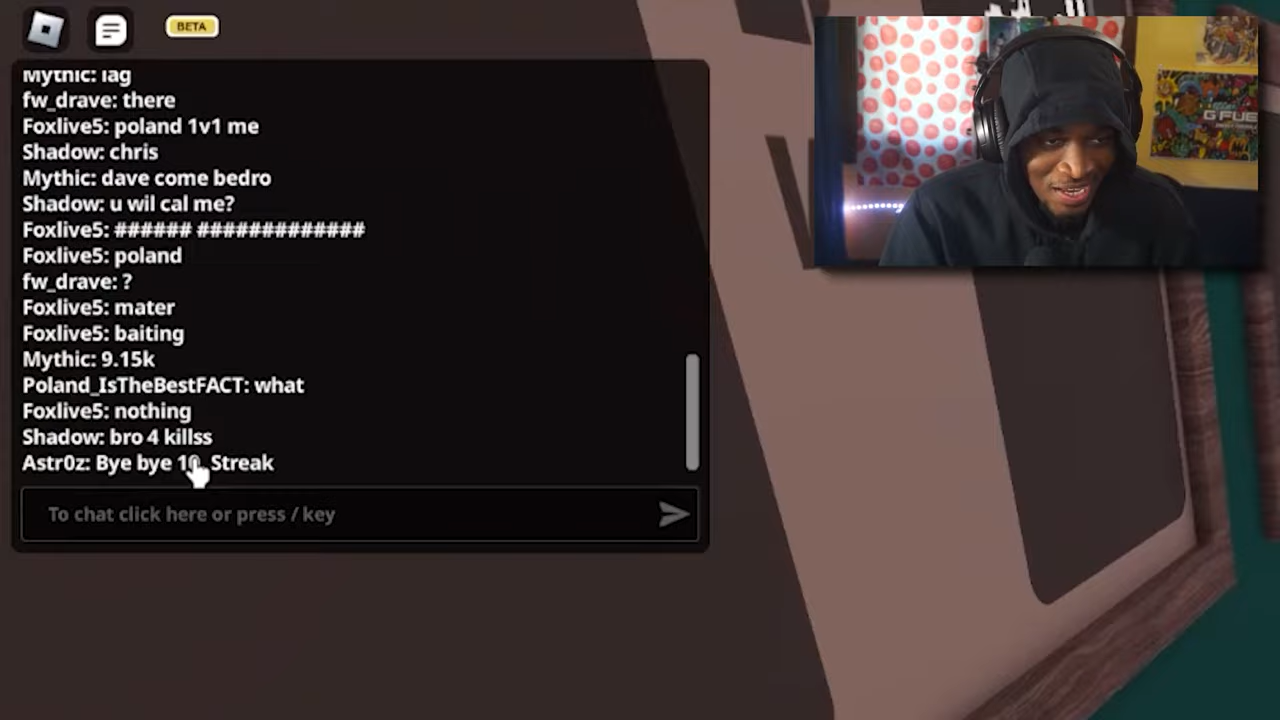 BETA
Mythic: lag
fw_drave: there
Foxlive5: poland 1v1 me
Shadow: chris
Mythic: dave come bedro
Shadow: u wil cal me?
Foxlive5: ###### #############
Foxlive5: poland
fw_drave: ?
Foxlive5: mater
Foxlive5: baiting
Mythic: 9.15k
Poland_IsTheBestFACT: what
Foxlive5: nothing
Shadow: bro 4 killss
Astr0z: Bye bye Streak
To chat click here or press / key
G FUE